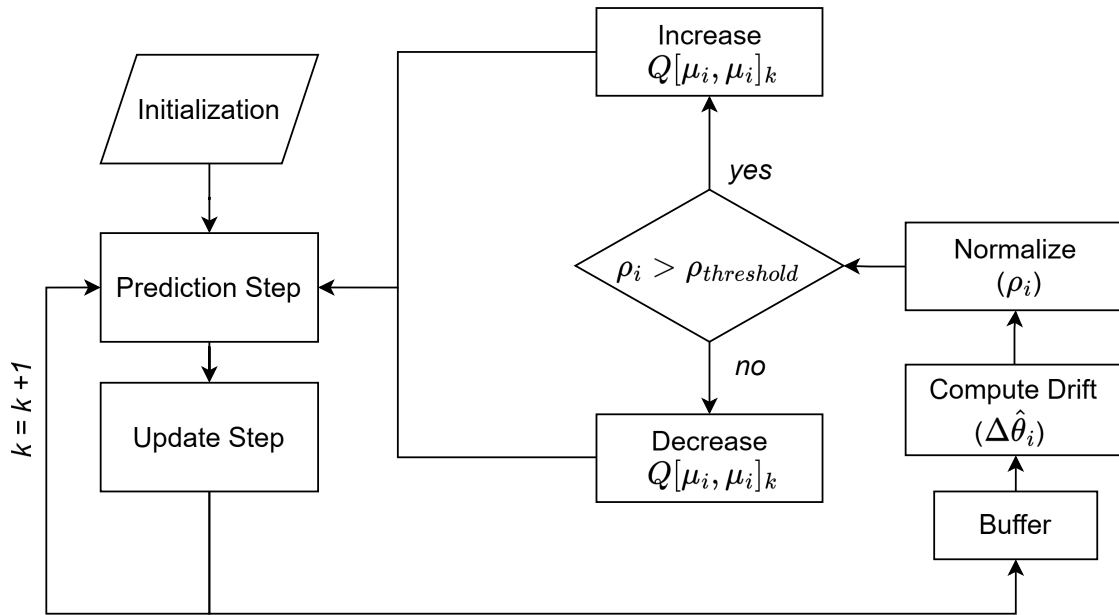 Initialization
Prediction Step
Update Step
k = k +1
Increase
Q[μ_i, μ_i]_k
yes
ρ_i > ρ_threshold
no
Decrease
Q[μ_i, μ_i]_k
Normalize
(ρ_i)
Compute Drift
(Δθ̂_i)
Buffer